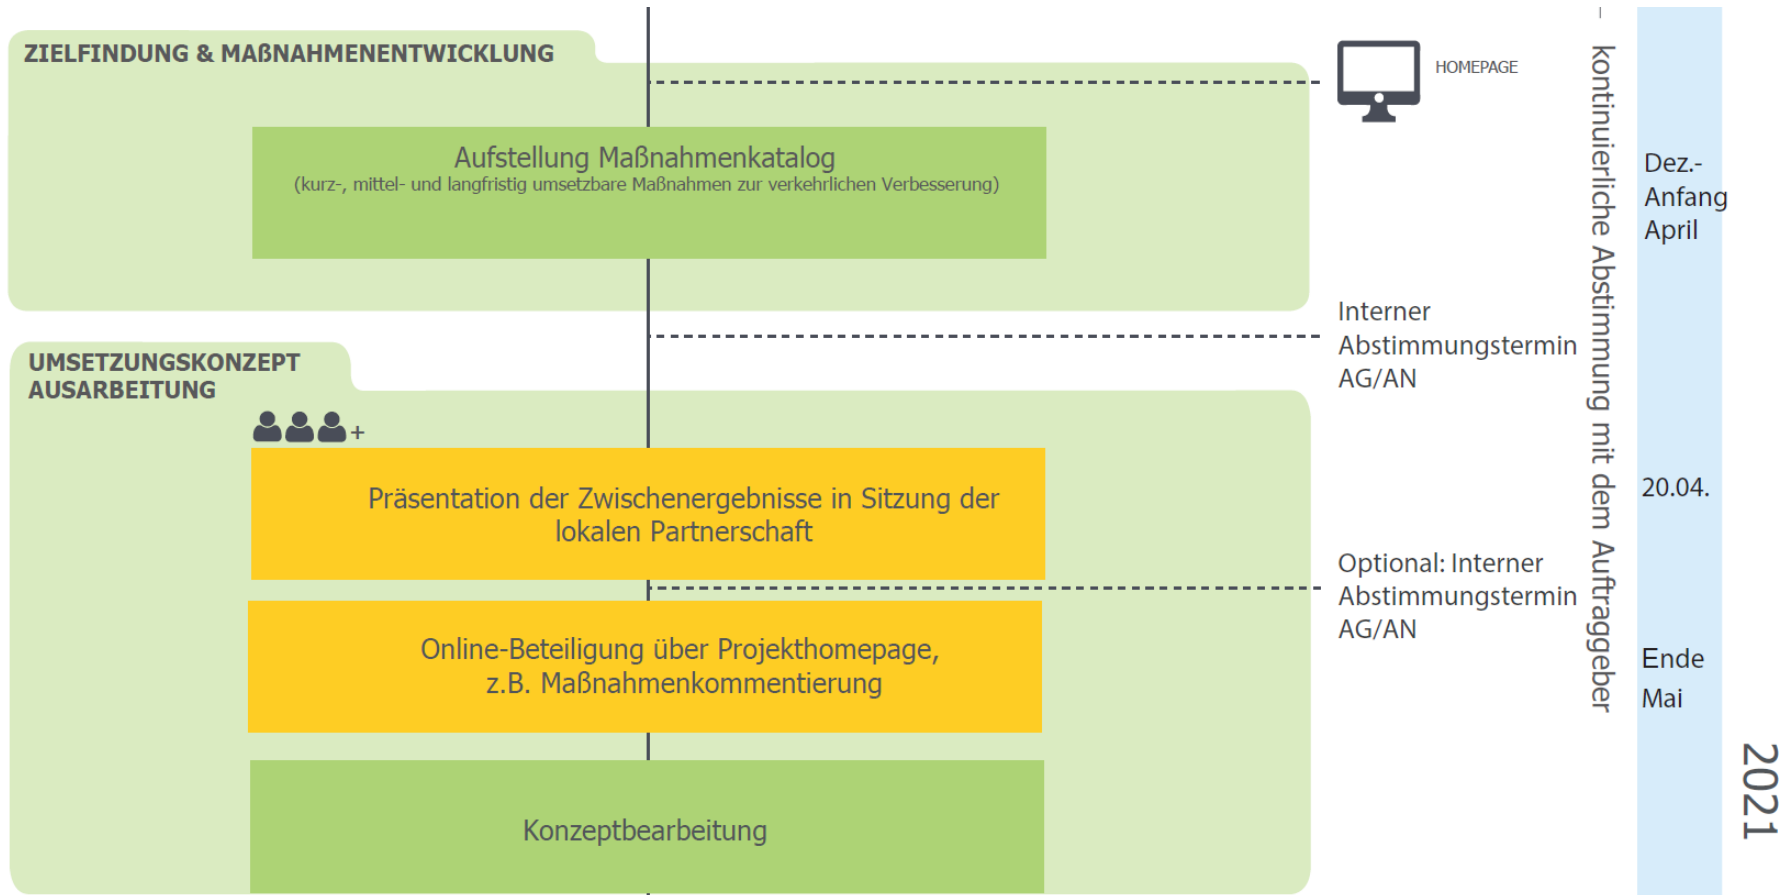 ZIELFINDUNG & MAßNAHMENENTWICKLUNG
HOMEPAGE
Aufstellung Maßnahmenkatalog
(kurz-, mittel- und langfristig umsetzbare Maßnahmen zur verkehrlichen Verbesserung)
Dez.-
Anfang
April
Interner
Abstimmungstermin
AG/AN
UMSETZUNGSKONZEPT
AUSARBEITUNG
+
Präsentation der Zwischenergebnisse in Sitzung der
lokalen Partnerschaft
20.04.
Optional: Interner
Abstimmungstermin
AG/AN
Online-Beteiligung über Projekthomepage,
z.B. Maßnahmenkommentierung
Ende
Mai
Konzeptbearbeitung
kontinuierliche Abstimmung mit dem Auftraggeber
2021